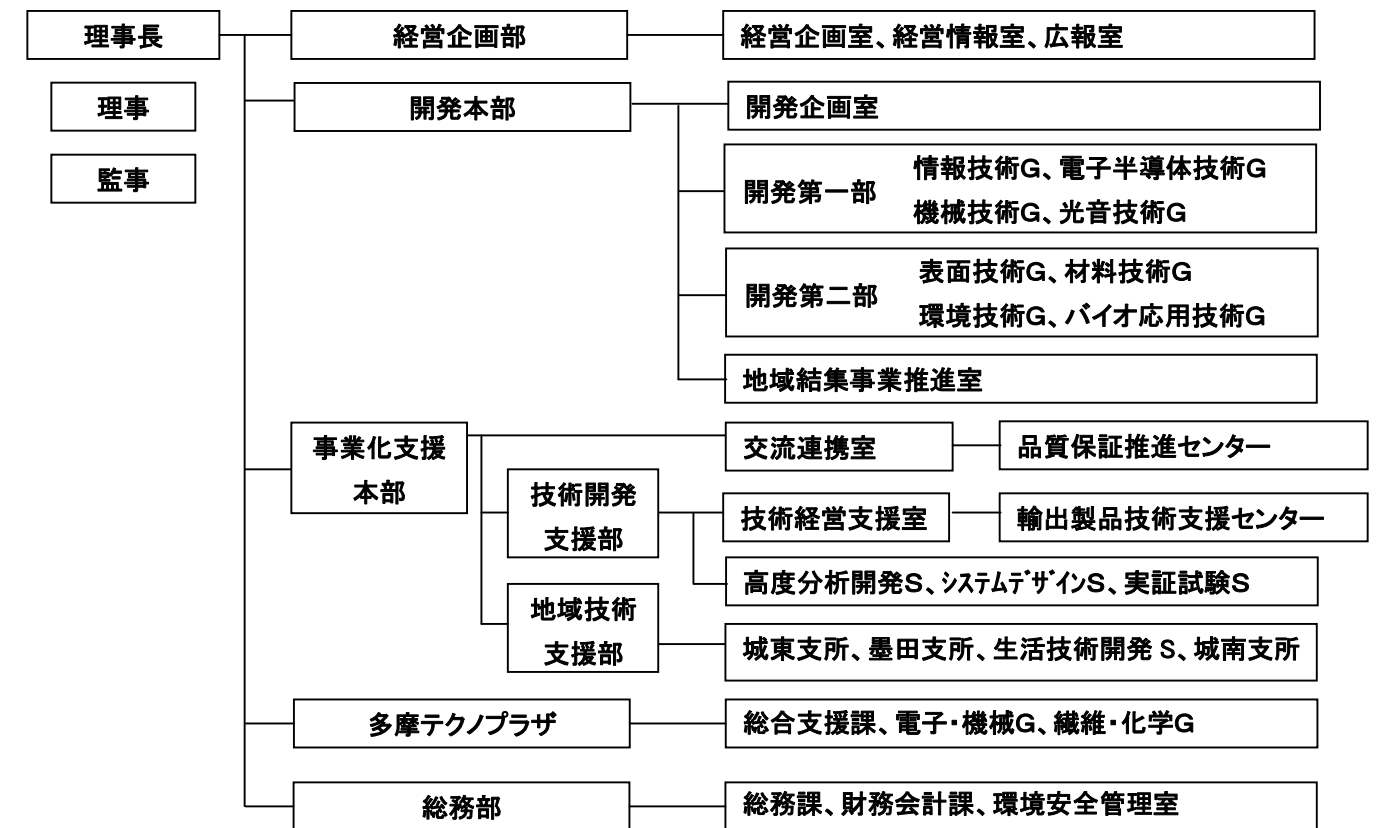 理事長
経営企画部
経営企画室、経営情報室、広報室
理事
開発本部
開発企画室
監事
開発第一部
情報技術G、電子半導体技術G
機械技術G、光音技術G
開発第二部
表面技術G、材料技術G
環境技術G、バイオ応用技術G
地域結集事業推進室
事業化支援
本部
交流連携室
品質保証推進センター
技術開発
支援部
技術経営支援室
輸出製品技術支援センター
高度分析開発S、ｼｽﾃﾑﾃﾞｻﾞｲﾝS、実証試験S
地域技術
支援部
城東支所、墨田支所、生活技術開発 S、城南支所
多摩テクノプラザ
総合支援課、電子・機械G、繊維・化学G
総務部
総務課、財務会計課、環境安全管理室